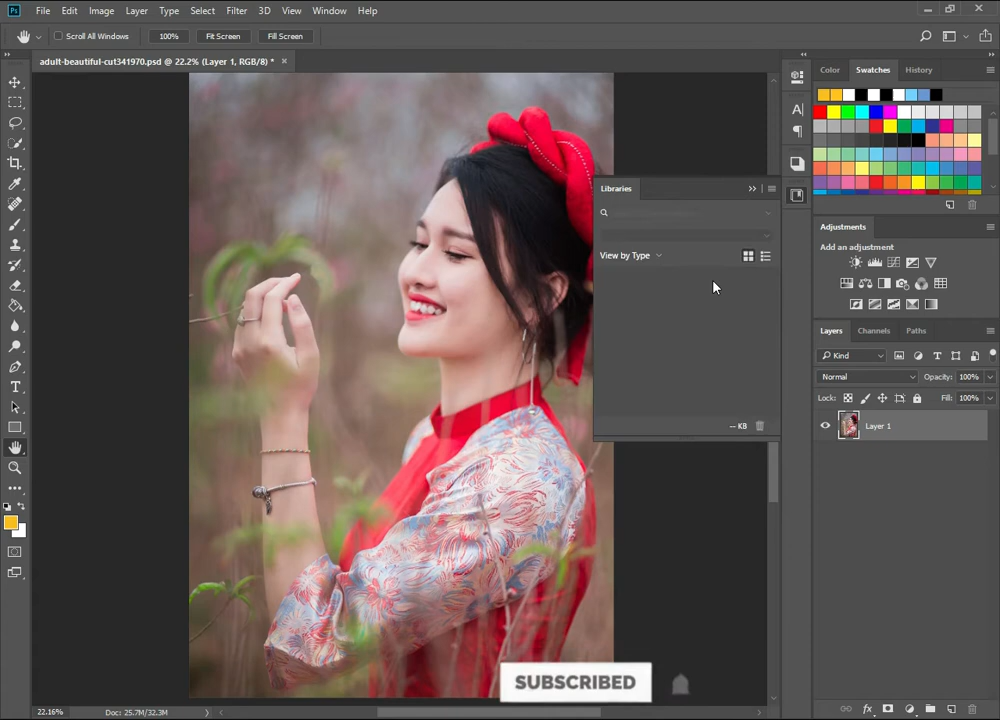 Ps File Edit Image Layer Type Select Filter 3D View Window Help
Scroll All Windows 100% Fit Screen Fill Screen
adult-beautiful-cut341970.psd @ 22.2% (Layer 1, RGB/8) *
Color Swatches History
Libraries
View by Type
-- KB
Adjustments
Add an adjustment
Layers Channels Paths
Kind
Normal Opacity: 100%
Lock: Fill: 100%
Layer 1
SUBSCRIBED
22.16% Doc: 25.7M/32.3M
fx